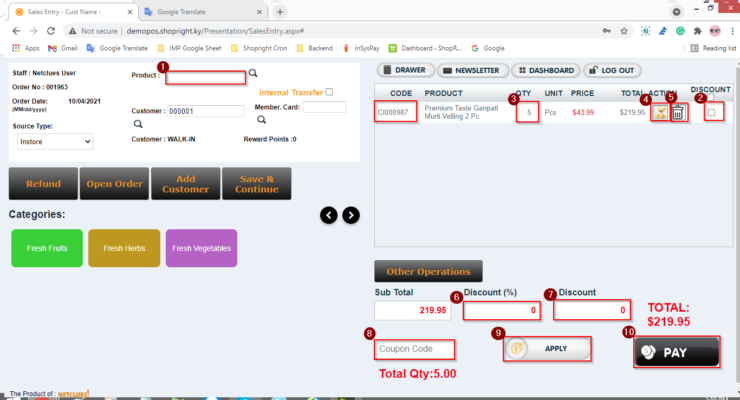 Sales Entry - Cust Name :
Google Translate
Not secure | demopos.shopright.ky/Presentation/SalesEntry.aspx#
Apps
Gmail
Google Translate
IMP Google Sheet
Shopright Cron
Backend
InSysPay
Dashboard - ShopR...
Google
Reading list
Staff : Netclues User
Order No : 001963
Order Date: 10/04/2021
(MM/dd/yyyy)
Source Type:
Instore
1
Product :
Internal Transfer
Customer : 000001
Member. Card:
Customer : WALK-IN
Reward Points :0
DRAWER
NEWSLETTER
DASHBOARD
LOG OUT
CODE PRODUCT QTY UNIT PRICE TOTAL ACTION DISCOUNT
3 4 5 2
CI000987 Premium Taste Ganpati Murti Velling 2 Pc 5 Pcs $43.99 $219.95
Refund
Open Order
Add Customer
Save & Continue
Categories:
Fresh Fruits
Fresh Herbs
Fresh Vegetables
Other Operations
Sub Total
6 Discount (%)
7 Discount
219.95
0
0
TOTAL:
$219.95
8
Coupon Code
9
APPLY
10
PAY
Total Qty:5.00
The Product of : NETCLUES!